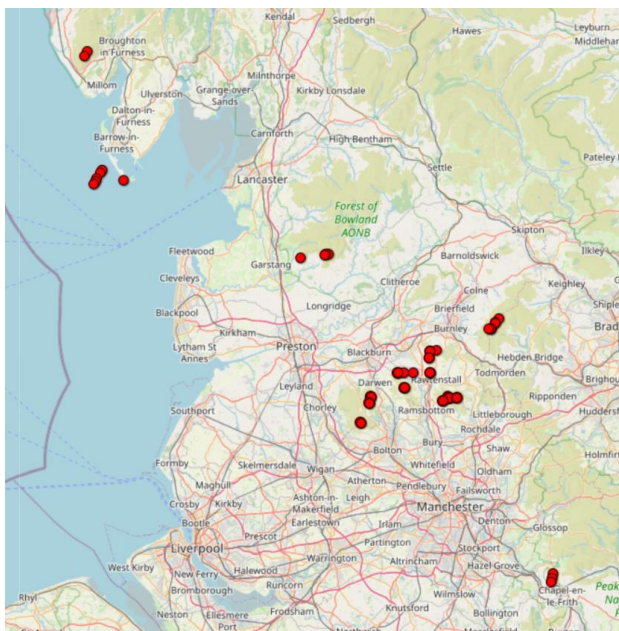 Broughton
in Furness
Kendal
Sedbergh
Hawes
Leyburn
Middleham
Millom
Ulverston
Grange-over-
Sands
Milnthorpe
Kirkby Lonsdale
Dalton-in-
Furness
Barrow-in-
Furness
Carnforth
High Bentham
Settle
Pateley
Lancaster
Forest of
Bowland
AONB
Skipton
Ilkley
Fleetwood
Garstang
Barnoldswick
Cleveleys
Clitheroe
Keighley
Colne
Longridge
Shiple
Blackpool
Brierfield
Brad
Kirkham
Burnley
Lytham St
Annes
Preston
Blackburn
Hebden Bridge
Leyland
Darwen
Rawtenstall
Todmorden
Brighou
Southport
Chorley
Ramsbottom
Ripponden
Littleborough
Huddersf
Rochdale
Bury
Bolton
Shaw
Formby
Skelmersdale
Wigan
Whitefield
Oldham
Holmfirt
Maghull
Atherton
Pendlebury
Failsworth
Crosby
Kirkby
Ashton-in-
Makerfield
Leigh
Manchester
Bootle
Earlestown
Irlam
Denton
Glossop
Prescot
Partington
Stockport
Liverpool
West Kirby
Warrington
Altrincham
Hazel Grove
New Ferry
Halewood
Rhyl
Bromborough
Runcorn
Wilmslow
Chapel-en-
le-Frith
Peak
Na
Neston
Ellesmere
Port
Frodsham
Knutsford
Bollington